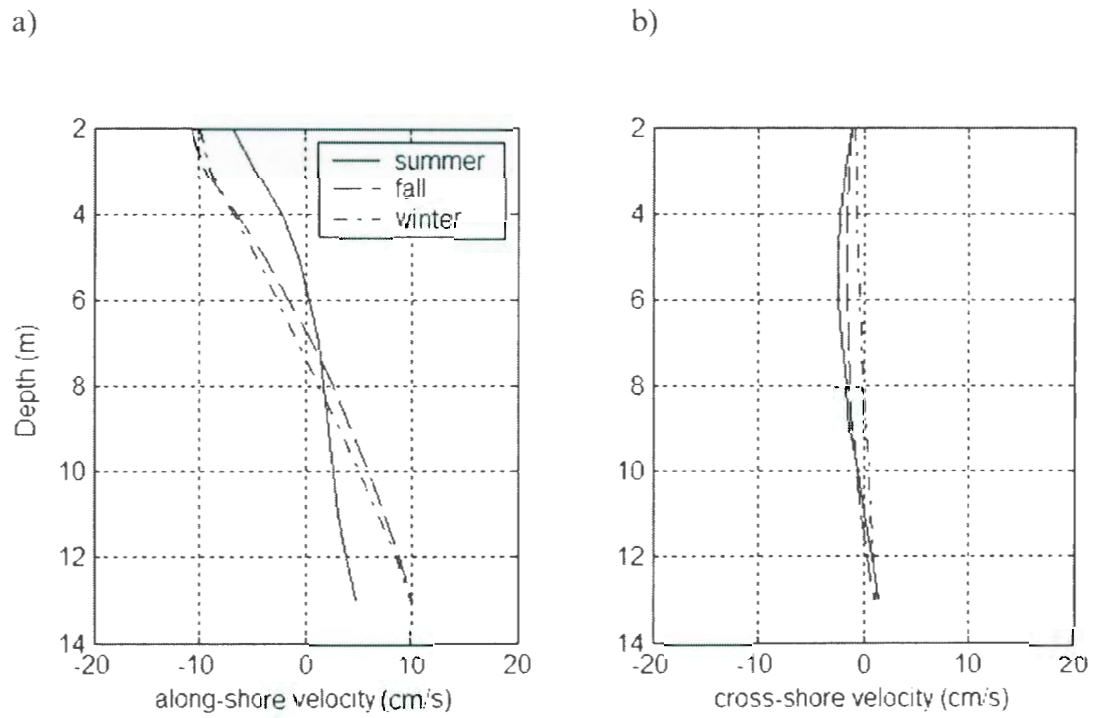 a)
b)
2
4
6
8
10
12
14
Depth (m)
-20 -10 0 10 20
along-shore velocity (cm/s)
summer
fall
winter
2
4
6
8
10
12
14
-20 -10 0 10 20
cross-shore velocity (cm/s)